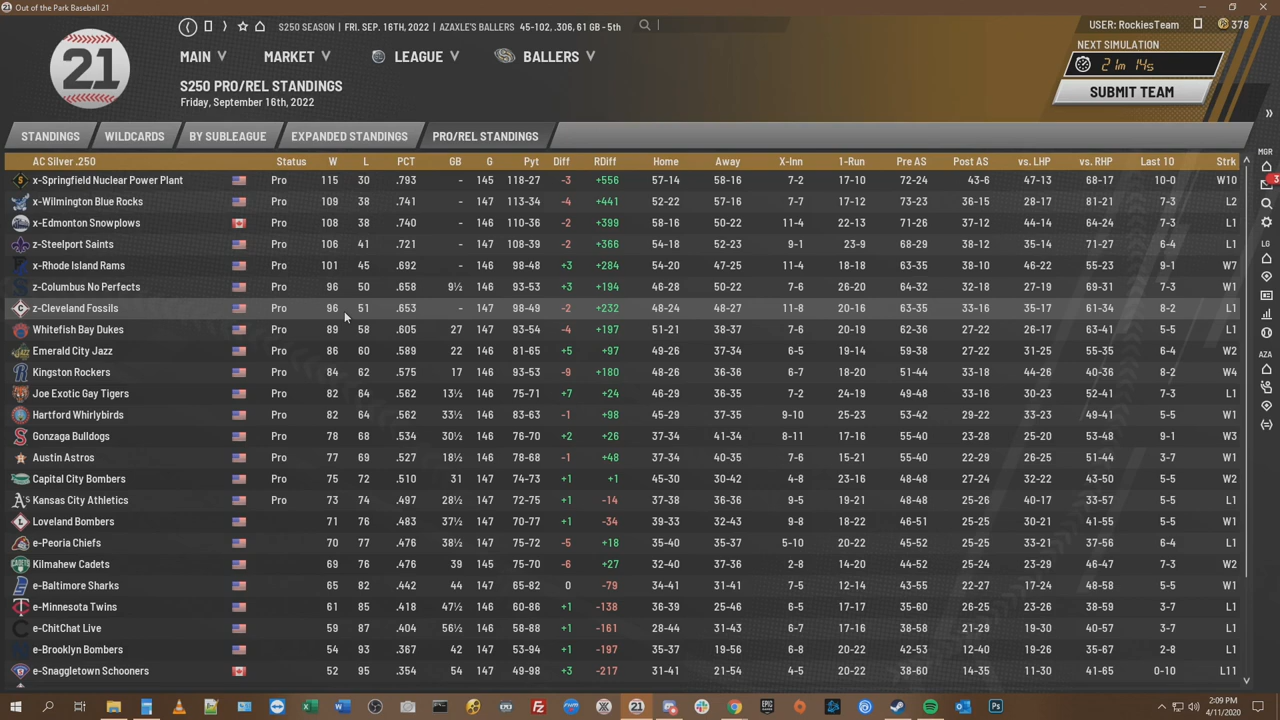 Out of the Park Baseball 21
S250 SEASON | FRI. SEP. 16TH, 2022 | AZAXLE'S BALLERS 45-102, .306, 61 GB - 5th
USER: ROCKIESTEAM 378
21
MAIN MARKET LEAGUE BALLERS
NEXT SIMULATION
21m 14s
SUBMIT TEAM
S250 PRO/REL STANDINGS
Friday, September 16th, 2022
STANDINGS WILDCARDS BY SUBLEAGUE EXPANDED STANDINGS PRO/REL STANDINGS
AC Silver .250 Status W L PCT GB G Pyt Diff RDiff Home Away X-Inn 1-Run Pre AS Post AS vs. LHP vs. RHP Last 10 Strk
x-Springfield Nuclear Power Plant Pro 115 30 .793 - 145 118-27 -3 +556 57-14 58-16 7-2 17-10 72-24 43-6 47-13 68-17 10-0 W10
x-Wilmington Blue Rocks Pro 109 38 .741 - 147 113-34 -4 +441 52-22 57-16 7-7 17-12 73-23 36-15 28-17 81-21 7-3 L2
x-Edmonton Snowplows Pro 108 38 .740 - 146 110-36 -2 +399 58-16 50-22 11-4 22-13 71-26 37-12 44-14 64-24 7-3 L1
z-Steelport Saints Pro 106 41 .721 - 147 108-39 -2 +366 54-18 52-23 9-1 23-9 68-29 38-12 35-14 71-27 6-4 L1
x-Rhode Island Rams Pro 101 45 .692 - 146 98-48 +3 +284 54-20 47-25 11-4 18-18 63-35 38-10 46-22 55-23 9-1 W7
z-Columbus No Perfects Pro 96 50 .658 9½ 146 93-53 +3 +194 46-28 50-22 11-2 20-12 60-38 36-12 28-18 68-32 7-3 W1
z-Cleveland Fossils Pro 96 51 .653 - 147 98-49 -2 +232 48-24 48-27 11-8 20-16 63-35 33-16 35-17 61-34 8-2 L1
Whitefish Bay Dukes Pro 89 58 .605 27 147 93-54 -4 +197 51-21 38-37 7-6 20-14 62-36 27-22 26-17 63-41 5-5 L1
Emerald City Jazz Pro 86 60 .589 22 146 81-65 +5 +97 49-26 37-34 6-5 19-14 59-38 27-22 31-25 55-35 6-4 W2
Kingston Rockers Pro 84 62 .575 17 146 93-53 -9 +180 48-26 36-36 6-7 18-20 51-44 33-18 44-26 40-36 8-2 W4
Joe Exotic Gay Tigers Pro 82 64 .562 13½ 146 75-71 +7 +24 46-29 36-35 7-2 24-19 49-48 33-16 30-23 52-41 7-3 L1
Hartford Whirlybirds Pro 82 64 .562 33½ 146 83-63 -1 +98 45-29 37-35 9-10 25-23 53-42 29-22 33-23 49-41 5-5 W1
Gonzaga Bulldogs Pro 78 68 .534 30½ 146 76-70 +2 +26 37-34 41-34 8-11 17-16 55-40 23-28 25-20 53-48 9-1 W3
Austin Astros Pro 77 69 .527 18½ 146 78-68 -1 +48 37-34 40-35 7-6 15-21 55-40 22-29 26-25 51-44 5-5 L1
Capital City Bombers Pro 75 72 .510 31 147 74-73 +1 +1 45-30 30-42 4-8 23-16 48-48 27-24 32-22 43-50 5-5 W2
Kansas City Athletics Pro 73 74 .497 28½ 147 72-75 +1 -14 37-38 36-36 9-5 19-21 48-48 25-26 40-17 33-57 5-5 L1
Loveland Bombers 71 76 .483 37½ 147 70-77 +1 -34 39-33 32-43 9-8 18-22 46-51 25-25 30-21 41-55 5-5 W1
e-Peoria Chiefs 70 77 .476 38½ 147 75-72 -5 +18 35-40 35-37 5-10 20-22 45-52 25-25 33-21 37-56 6-4 L1
Kilmahew Cadets 69 76 .476 39 145 75-70 -6 +27 32-40 37-36 2-8 14-20 44-52 25-24 23-29 46-47 7-3 W2
e-Baltimore Sharks 65 82 .442 44 147 65-82 0 -79 34-41 31-41 7-5 12-14 43-55 22-27 17-24 48-58 5-5 W1
e-Minnesota Twins 61 85 .418 47½ 146 60-86 +1 -138 36-39 25-46 6-5 17-17 35-60 26-25 23-26 38-59 3-7 L1
e-ChitChat Live 59 87 .404 56½ 146 58-88 +1 -161 28-44 31-43 6-7 17-16 38-58 21-29 19-30 40-57 3-7 L1
e-Brooklyn Bombers 54 93 .367 42 147 53-94 +1 -197 35-37 19-56 6-8 20-22 42-53 12-40 19-26 35-67 2-8 L1
e-Snaggletown Schooners 52 95 .354 54 147 49-98 +3 -217 31-41 21-54 4-5 20-22 38-60 14-35 11-30 41-65 0-10 L11
MGR
3
LG
AZA
2:09 PM
4/11/2020